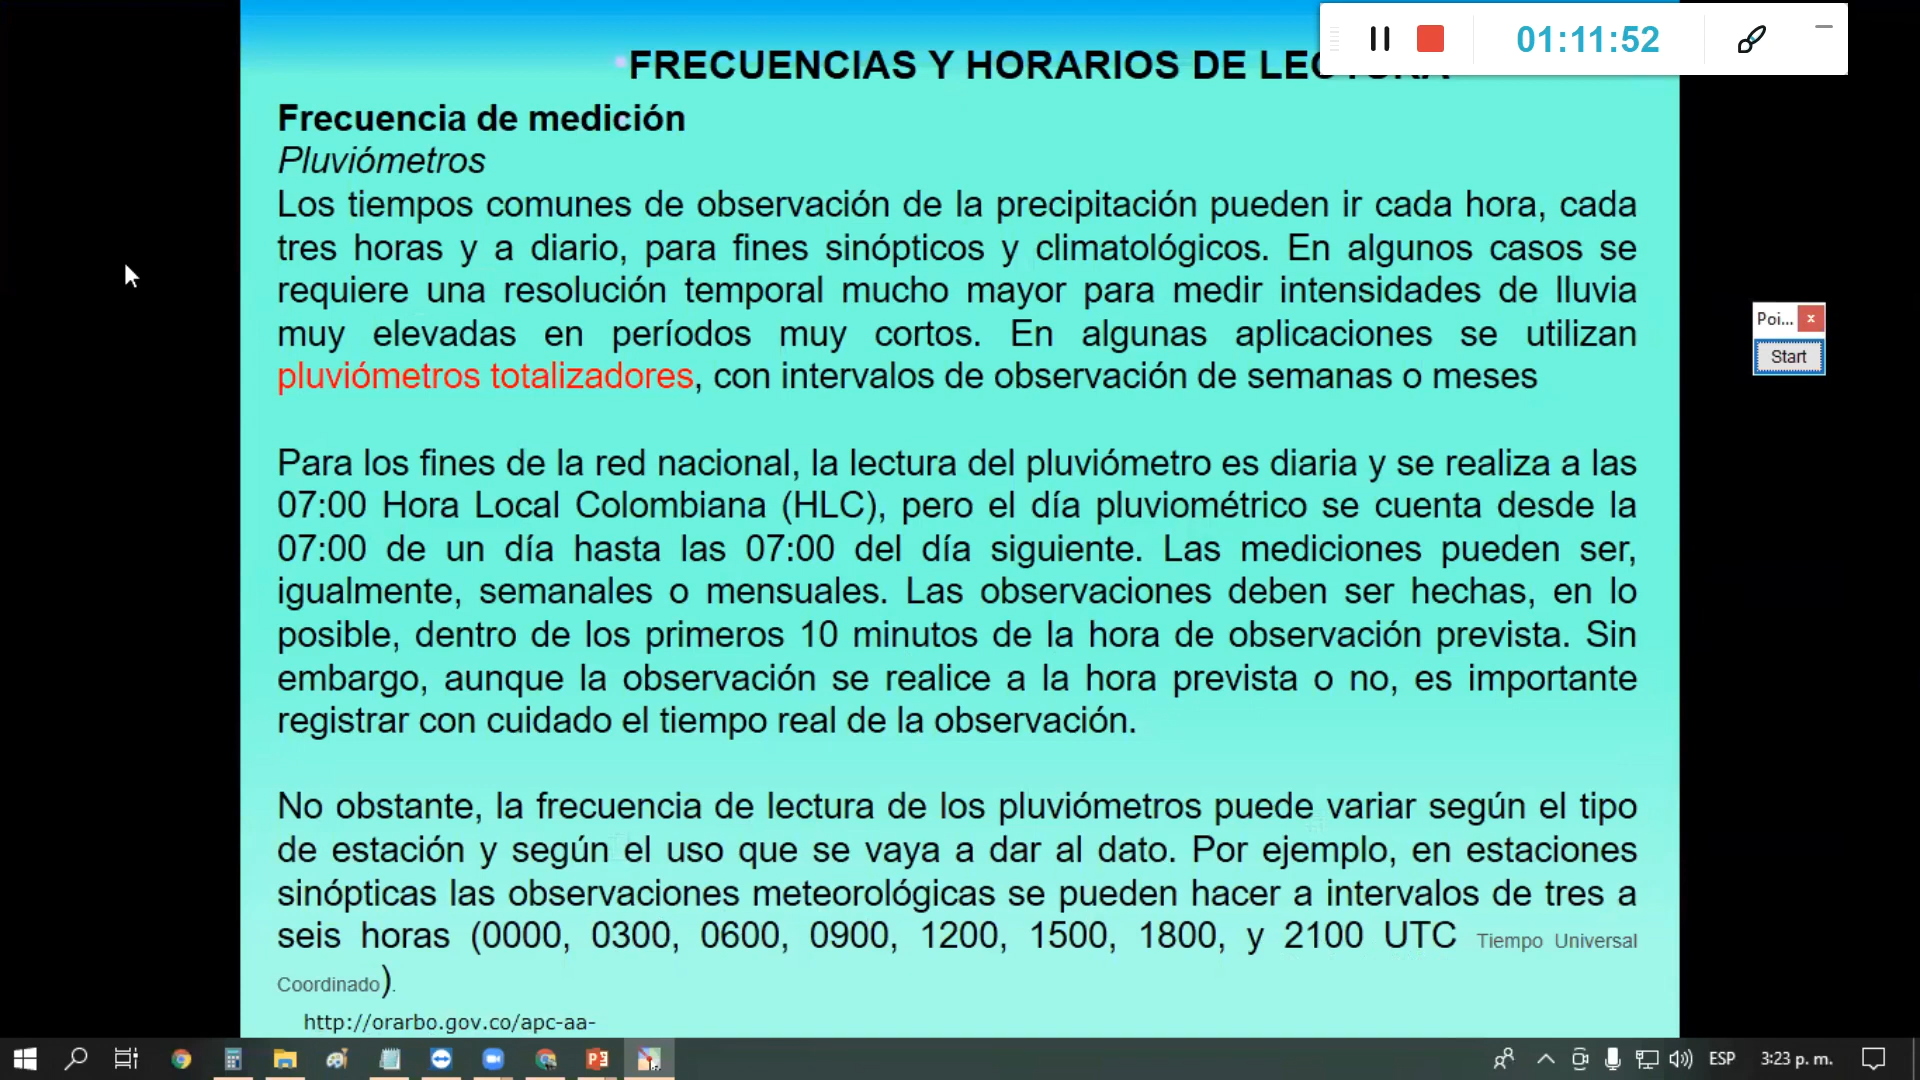 01:11:52
FRECUENCIAS Y HORARIOS DE LECTURA
Frecuencia de medición
Pluviómetros
Los tiempos comunes de observación de la precipitación pueden ir cada hora, cada
tres horas y a diario, para fines sinópticos y climatológicos. En algunos casos se
requiere una resolución temporal mucho mayor para medir intensidades de lluvia
muy elevadas en períodos muy cortos. En algunas aplicaciones se utilizan
pluviómetros totalizadores, con intervalos de observación de semanas o meses
Poi...
Start
Para los fines de la red nacional, la lectura del pluviómetro es diaria y se realiza a las
07:00 Hora Local Colombiana (HLC), pero el día pluviométrico se cuenta desde la
07:00 de un día hasta las 07:00 del día siguiente. Las mediciones pueden ser,
igualmente, semanales o mensuales. Las observaciones deben ser hechas, en lo
posible, dentro de los primeros 10 minutos de la hora de observación prevista. Sin
embargo, aunque la observación se realice a la hora prevista o no, es importante
registrar con cuidado el tiempo real de la observación.
No obstante, la frecuencia de lectura de los pluviómetros puede variar según el tipo
de estación y según el uso que se vaya a dar al dato. Por ejemplo, en estaciones
sinópticas las observaciones meteorológicas se pueden hacer a intervalos de tres a
seis horas (0000, 0300, 0600, 0900, 1200, 1500, 1800, y 2100 UTC Tiempo Universal
Coordinado).
http://orarbo.gov.co/apc-aa-
ESP
3:23 p. m.